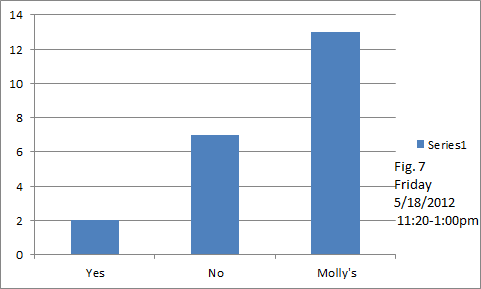 14
12
10
8
6
4
2
0
Yes No Molly's
Series1
Fig. 7
Friday
5/18/2012
11:20-1:00pm